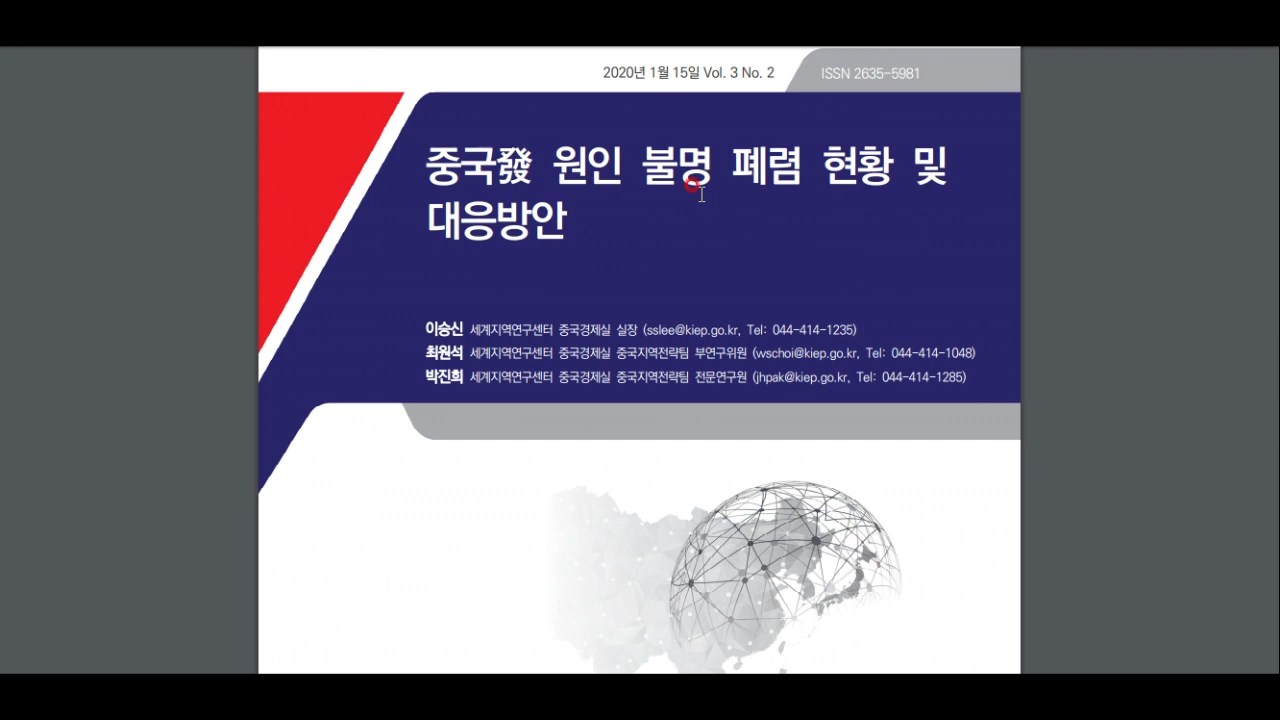 2020년 1월 15일 Vol. 3 No. 2
ISSN 2635-5981
중국發 원인 불명 폐렴 현황 및
대응방안
이승신 세계지역연구센터 중국경제실 실장 (sslee@kiep.go.kr, Tel: 044-414-1235)
최원석 세계지역연구센터 중국경제실 중국지역전략팀 부연구위원 (wschoi@kiep.go.kr, Tel: 044-414-1048)
박진희 세계지역연구센터 중국경제실 중국지역전략팀 전문연구원 (jhpak@kiep.go.kr, Tel: 044-414-1285)